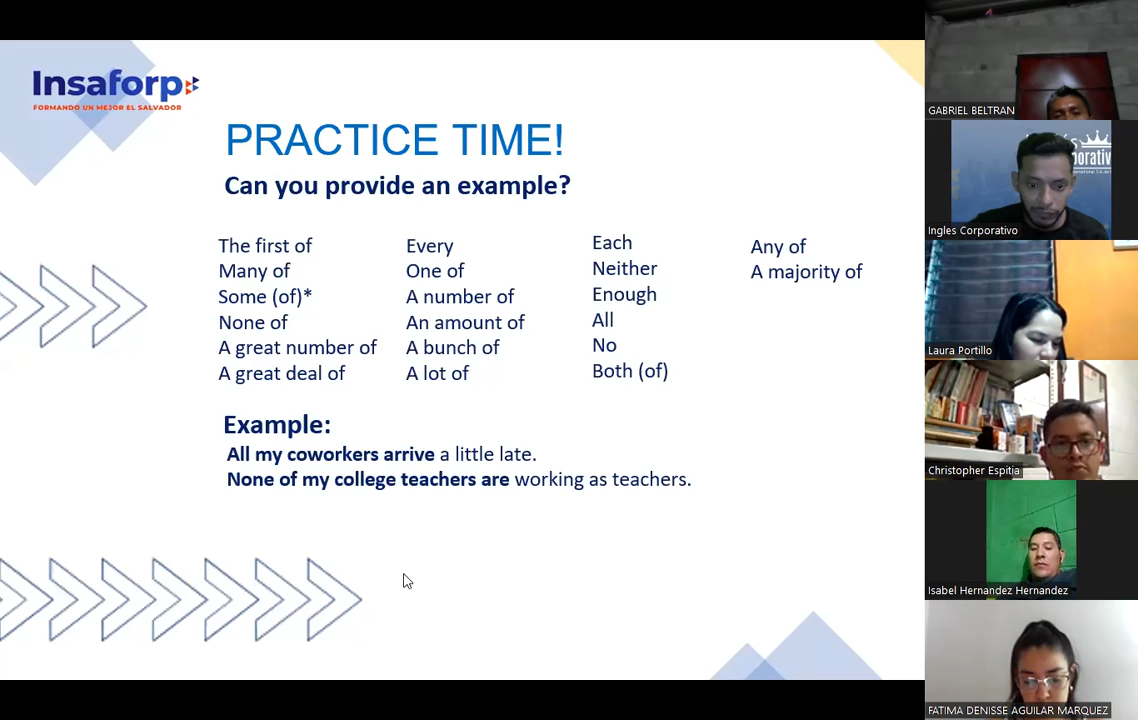 Insaforp
FORMANDO UN MEJOR EL SALVADOR
PRACTICE TIME!
Can you provide an example?
The first of
Many of
Some (of)*
None of
A great number of
A great deal of
Every
One of
A number of
An amount of
A bunch of
A lot of
Each
Neither
Enough
All
No
Both (of)
Any of
A majority of
Example:
All my coworkers arrive a little late.
None of my college teachers are working as teachers.
GABRIEL BELTRAN
Ingles Corporativo
Laura Portillo
Christopher Espitia
Isabel Hernandez Hernandez
FATIMA DENISSE AGUILAR MARQUEZ